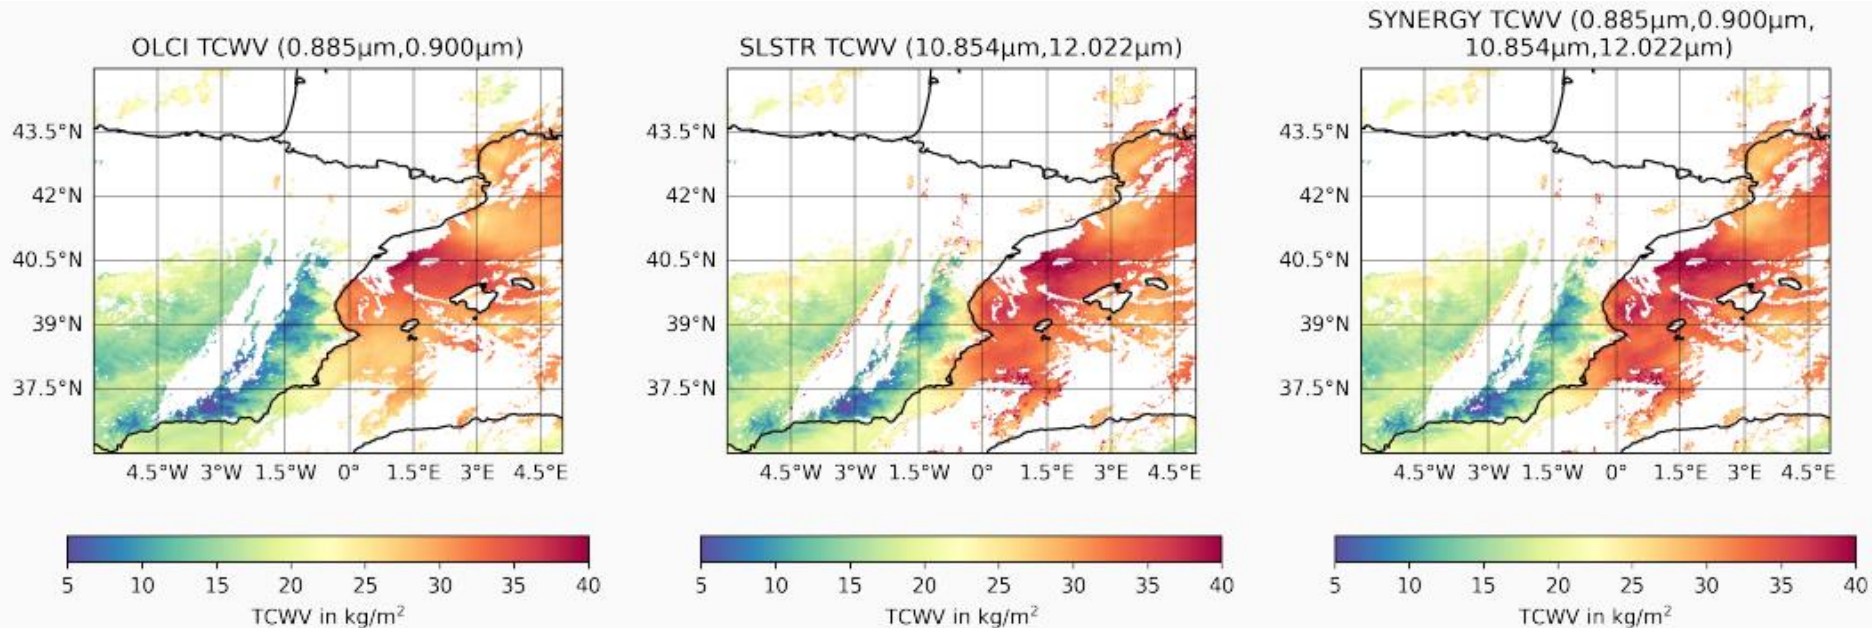 OLCI TCWV (0.885µm,0.900µm)
43.5°N
42°N
40.5°N
39°N
37.5°N
4.5°W 3°W 1.5°W 0° 1.5°E 3°E 4.5°E
5 10 15 20 25 30 35 40
TCWV in kg/m²
SLSTR TCWV (10.854µm,12.022µm)
43.5°N
42°N
40.5°N
39°N
37.5°N
4.5°W 3°W 1.5°W 0° 1.5°E 3°E 4.5°E
5 10 15 20 25 30 35 40
TCWV in kg/m²
SYNERGY TCWV (0.885µm,0.900µm,
10.854µm,12.022µm)
43.5°N
42°N
40.5°N
39°N
37.5°N
4.5°W 3°W 1.5°W 0° 1.5°E 3°E 4.5°E
5 10 15 20 25 30 35 40
TCWV in kg/m²